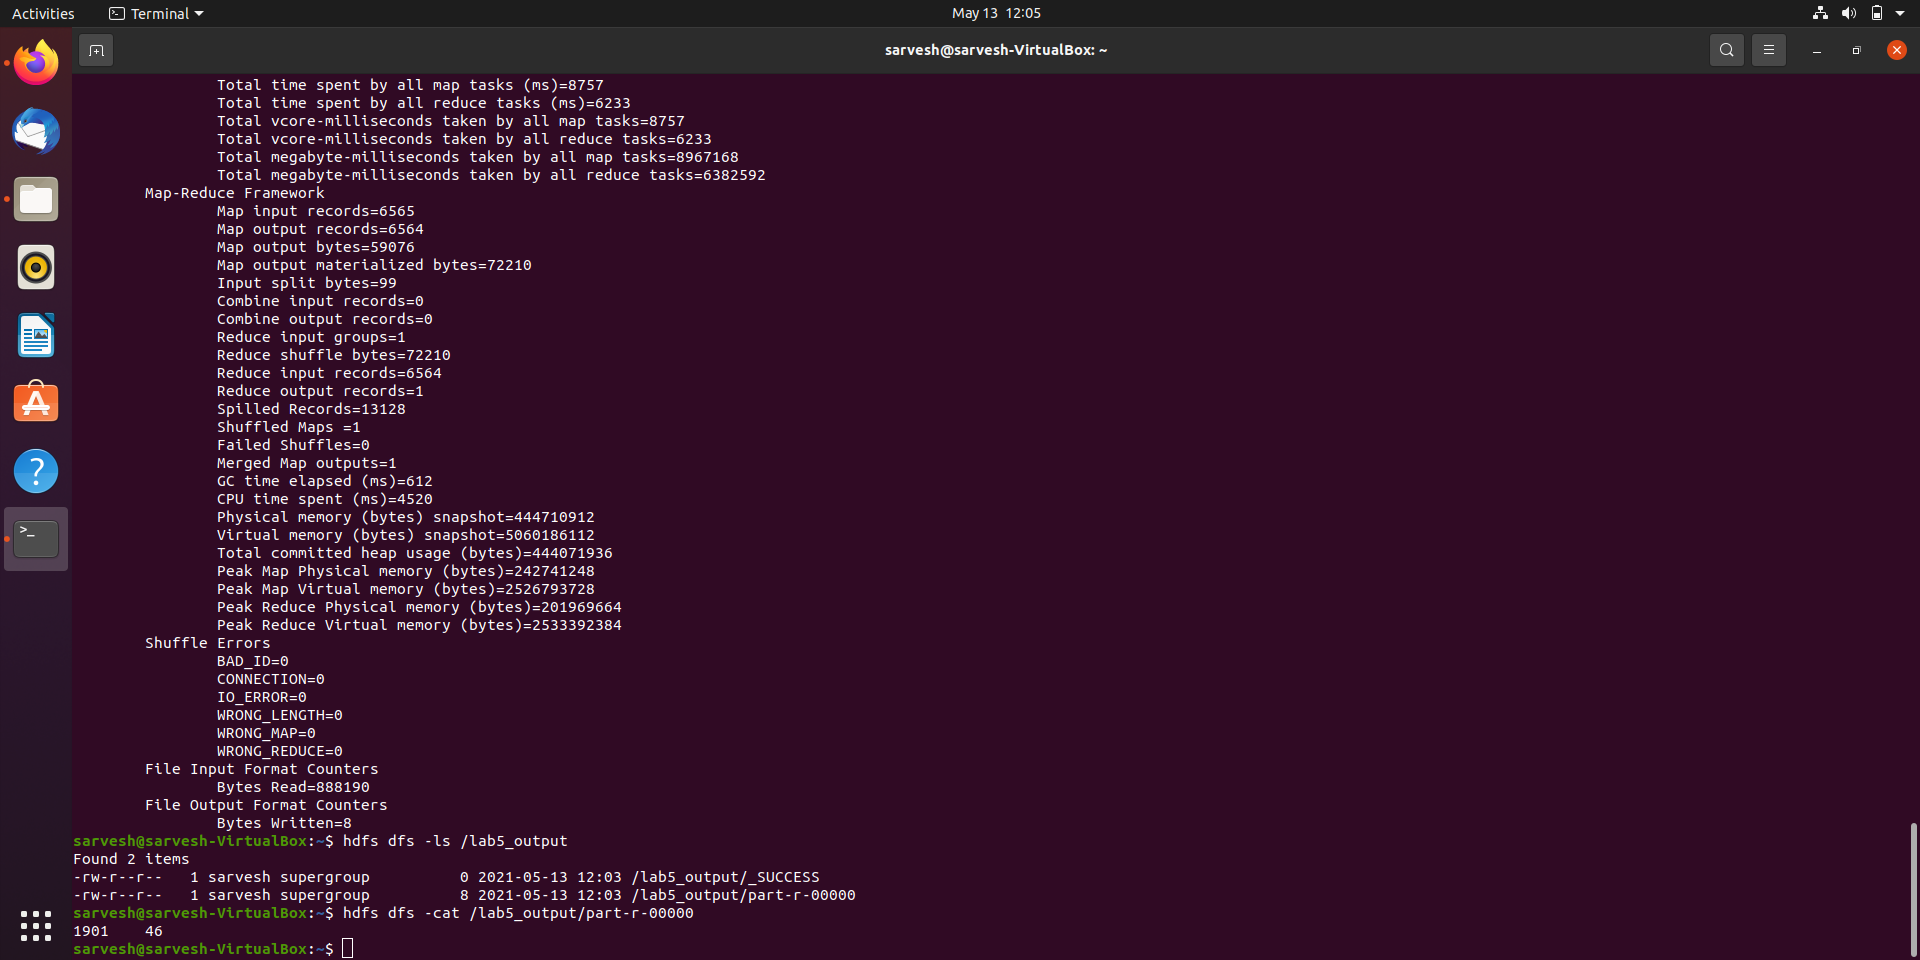 Activities Terminal May 13 12:05
sarvesh@sarvesh-VirtualBox: ~
Total time spent by all map tasks (ms)=8757
Total time spent by all reduce tasks (ms)=6233
Total vcore-milliseconds taken by all map tasks=8757
Total vcore-milliseconds taken by all reduce tasks=6233
Total megabyte-milliseconds taken by all map tasks=8967168
Total megabyte-milliseconds taken by all reduce tasks=6382592
Map-Reduce Framework
Map input records=6565
Map output records=6564
Map output bytes=59076
Map output materialized bytes=72210
Input split bytes=99
Combine input records=0
Combine output records=0
Reduce input groups=1
Reduce shuffle bytes=72210
Reduce input records=6564
Reduce output records=1
Spilled Records=13128
Shuffled Maps =1
Failed Shuffles=0
Merged Map outputs=1
GC time elapsed (ms)=612
CPU time spent (ms)=4520
Physical memory (bytes) snapshot=444710912
Virtual memory (bytes) snapshot=5060186112
Total committed heap usage (bytes)=444071936
Peak Map Physical memory (bytes)=242741248
Peak Map Virtual memory (bytes)=2526793728
Peak Reduce Physical memory (bytes)=201969664
Peak Reduce Virtual memory (bytes)=2533392384
Shuffle Errors
BAD_ID=0
CONNECTION=0
IO_ERROR=0
WRONG_LENGTH=0
WRONG_MAP=0
WRONG_REDUCE=0
File Input Format Counters
Bytes Read=888190
File Output Format Counters
Bytes Written=8
sarvesh@sarvesh-VirtualBox:~$ hdfs dfs -ls /lab5_output
Found 2 items
-rw-r--r-- 1 sarvesh supergroup 0 2021-05-13 12:03 /lab5_output/_SUCCESS
-rw-r--r-- 1 sarvesh supergroup 8 2021-05-13 12:03 /lab5_output/part-r-00000
sarvesh@sarvesh-VirtualBox:~$ hdfs dfs -cat /lab5_output/part-r-00000
1901 46
sarvesh@sarvesh-VirtualBox:~$